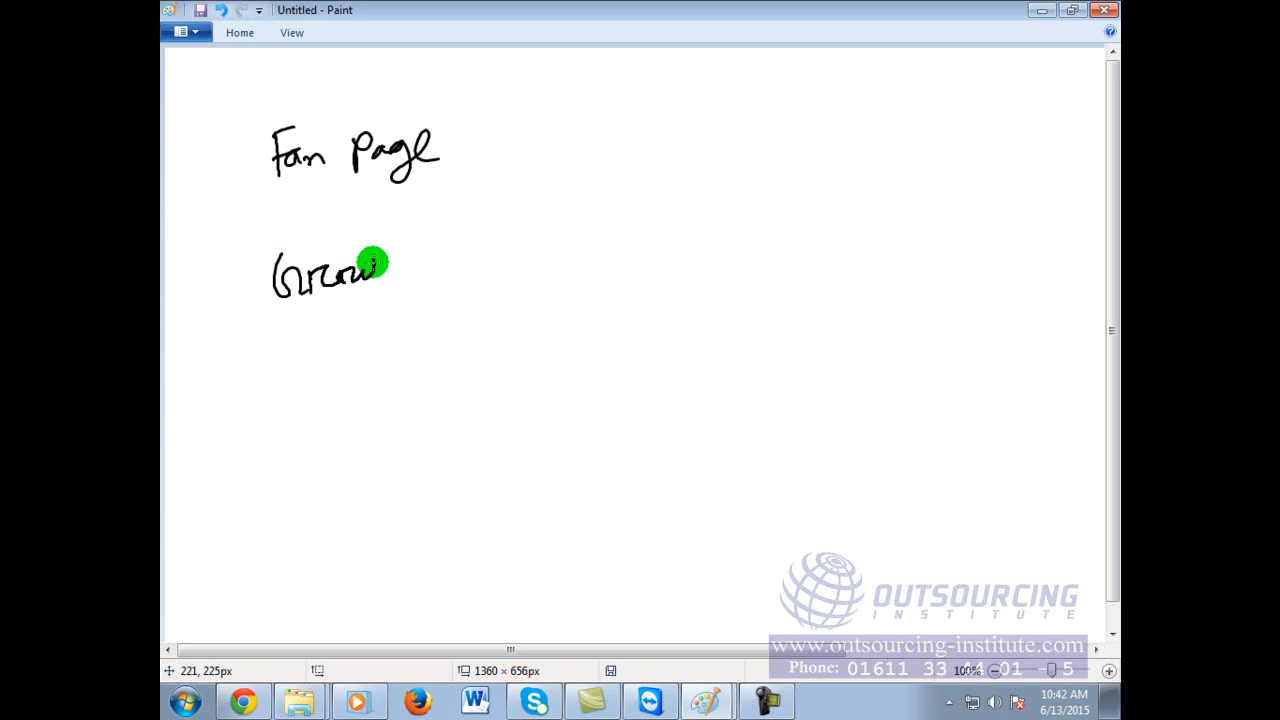 Untitled - Paint
Home View
Fan Page
OUTSOURCING
INSTITUTE
www.outsourcing-institute.com
221, 225px
1360 × 656px
100%
10:42 AM
6/13/2015